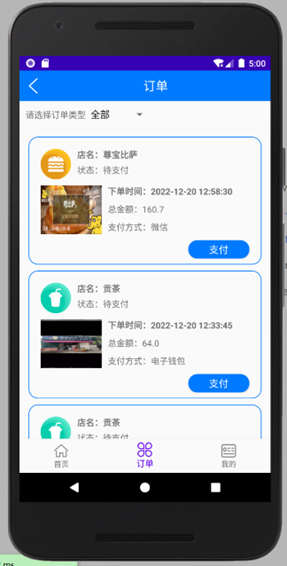 5:00
订单
请选择订单类型 全部
店名：尊宝比萨
状态：待支付
下单时间：2022-12-20 12:58:30
总金额：160.7
支付方式：微信
支付
店名：贡茶
状态：待支付
下单时间：2022-12-20 12:33:45
总金额：64.0
支付方式：电子钱包
支付
店名：贡茶
状态：待支付
首页 订单 我的